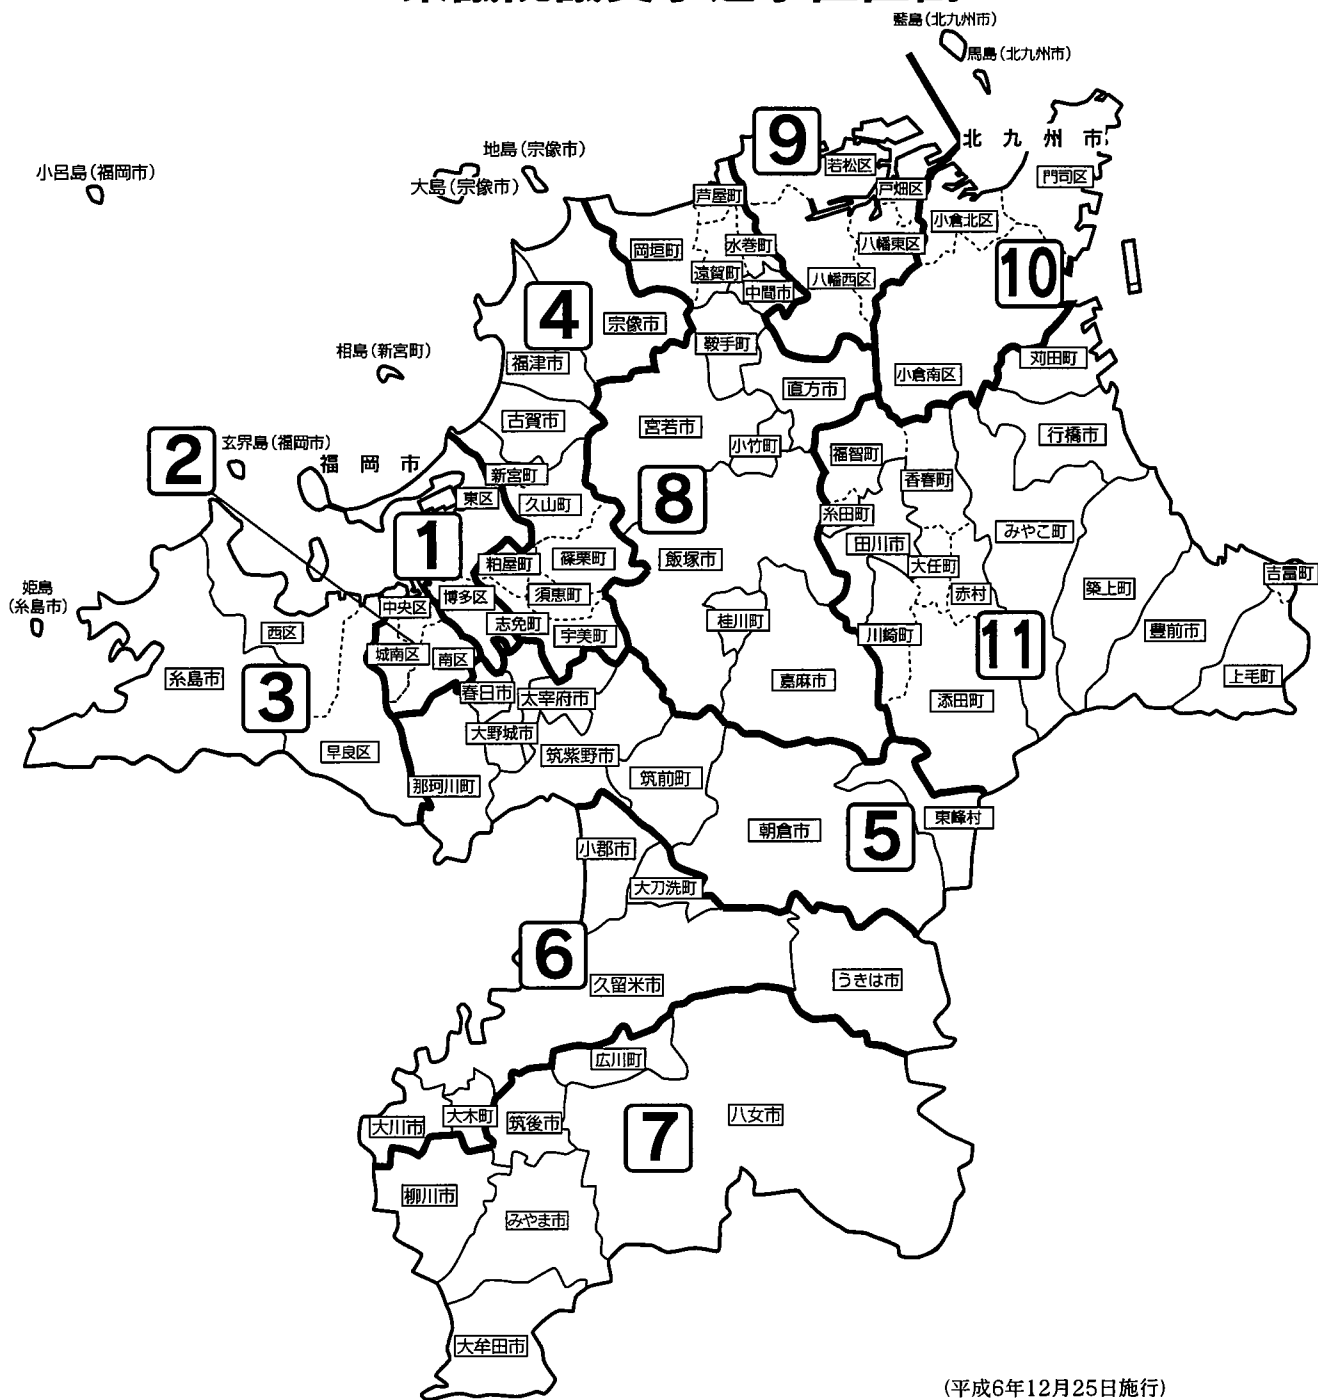 藍島(北九州市)
馬島(北九州市)
9
北九州市
若松区
門司区
地島(宗像市)
小呂島(福岡市)
大島(宗像市)
芦屋町
戸畑区
小倉北区
岡垣町
水巻町
八幡東区
遠賀町
八幡西区
中間市
10
4
宗像市
鞍手町
相島(新宮町)
福津市
苅田町
小倉南区
直方市
古賀市
宮若市
小竹町
行橋市
2
玄界島(福岡市)
福岡市
福智町
新宮町
香春町
東区
久山町
8
糸田町
みやこ町
1
田川市
粕屋町
篠栗町
飯塚市
大任町
吉富町
姫島
(糸島市)
築上町
赤村
博多区
須恵町
中央区
志免町
桂川町
西区
宇美町
川崎町
11
豊前市
城南区
南区
糸島市
3
嘉麻市
上毛町
春日市
太宰府市
添田町
大野城市
早良区
筑紫野市
筑前町
那珂川町
東峰村
朝倉市
5
小郡市
大刀洗町
6
久留米市
うきは市
広川町
大木町
八女市
大川市
筑後市
7
柳川市
みやま市
大牟田市
(平成6年12月25日施行)